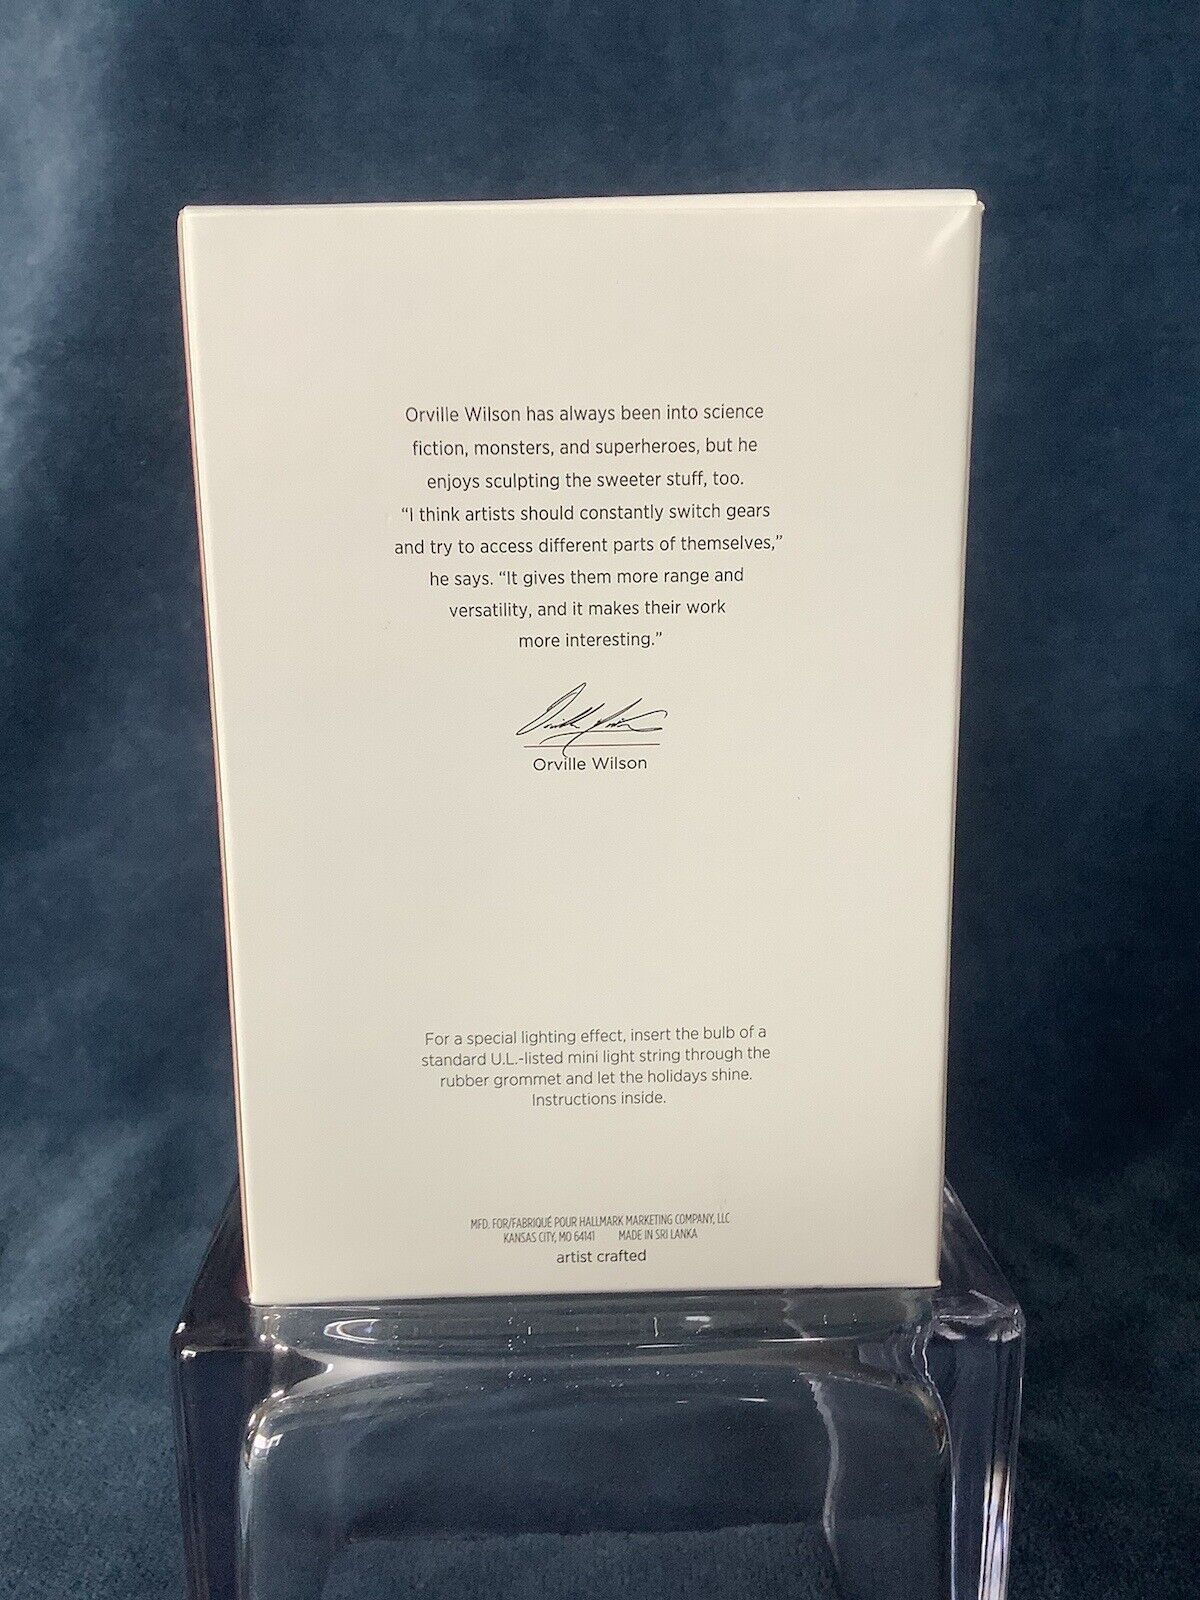 Orville Wilson has always been into science
fiction, monsters, and superheroes, but he
enjoys sculpting the sweeter stuff, too.
“I think artists should constantly switch gears
and try to access different parts of themselves,”
he says. “It gives them more range and
versatility, and it makes their work
more interesting.”
Orville Wilson
Orville Wilson
For a special lighting effect, insert the bulb of a
standard U.L.-listed mini light string through the
rubber grommet and let the holidays shine.
Instructions inside.
MFD. FOR/FABRIQUÉ POUR HALLMARK MARKETING COMPANY, LLC
KANSAS CITY, MO 64141 MADE IN SRI LANKA
artist crafted